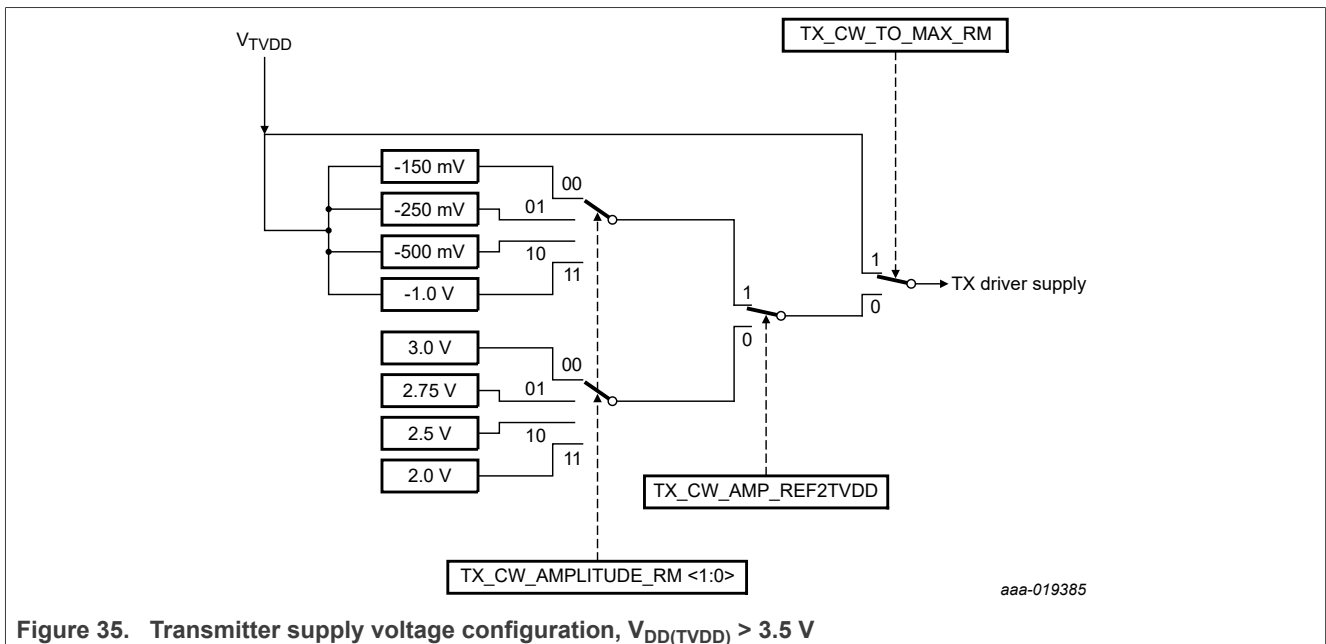 TX_CW_TO_MAX_RM
VTVDD
-150 mV
00
-250 mV
01
-500 mV
10
-1.0 V
11
1
0
TX driver supply
1
0
3.0 V
00
2.75 V
01
2.5 V
10
2.0 V
11
TX_CW_AMP_REF2TVDD
TX_CW_AMPLITUDE_RM <1:0>
aaa-019385
Figure 35. Transmitter supply voltage configuration, VDD(TVDD) > 3.5 V